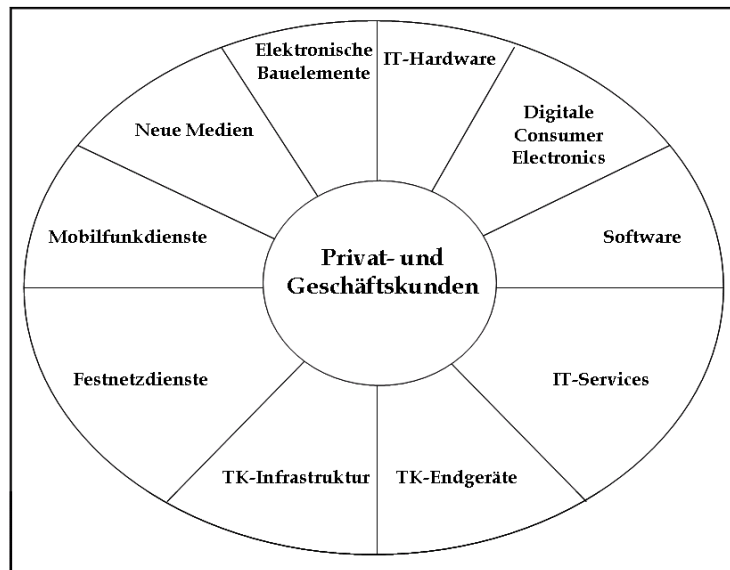 Elektronische
Bauelemente
IT-Hardware
Digitale
Consumer
Electronics
Neue Medien
Mobilfunkdienste
Software
Privat- und
Geschäftskunden
Festnetzdienste
IT-Services
TK-Infrastruktur
TK-Endgeräte